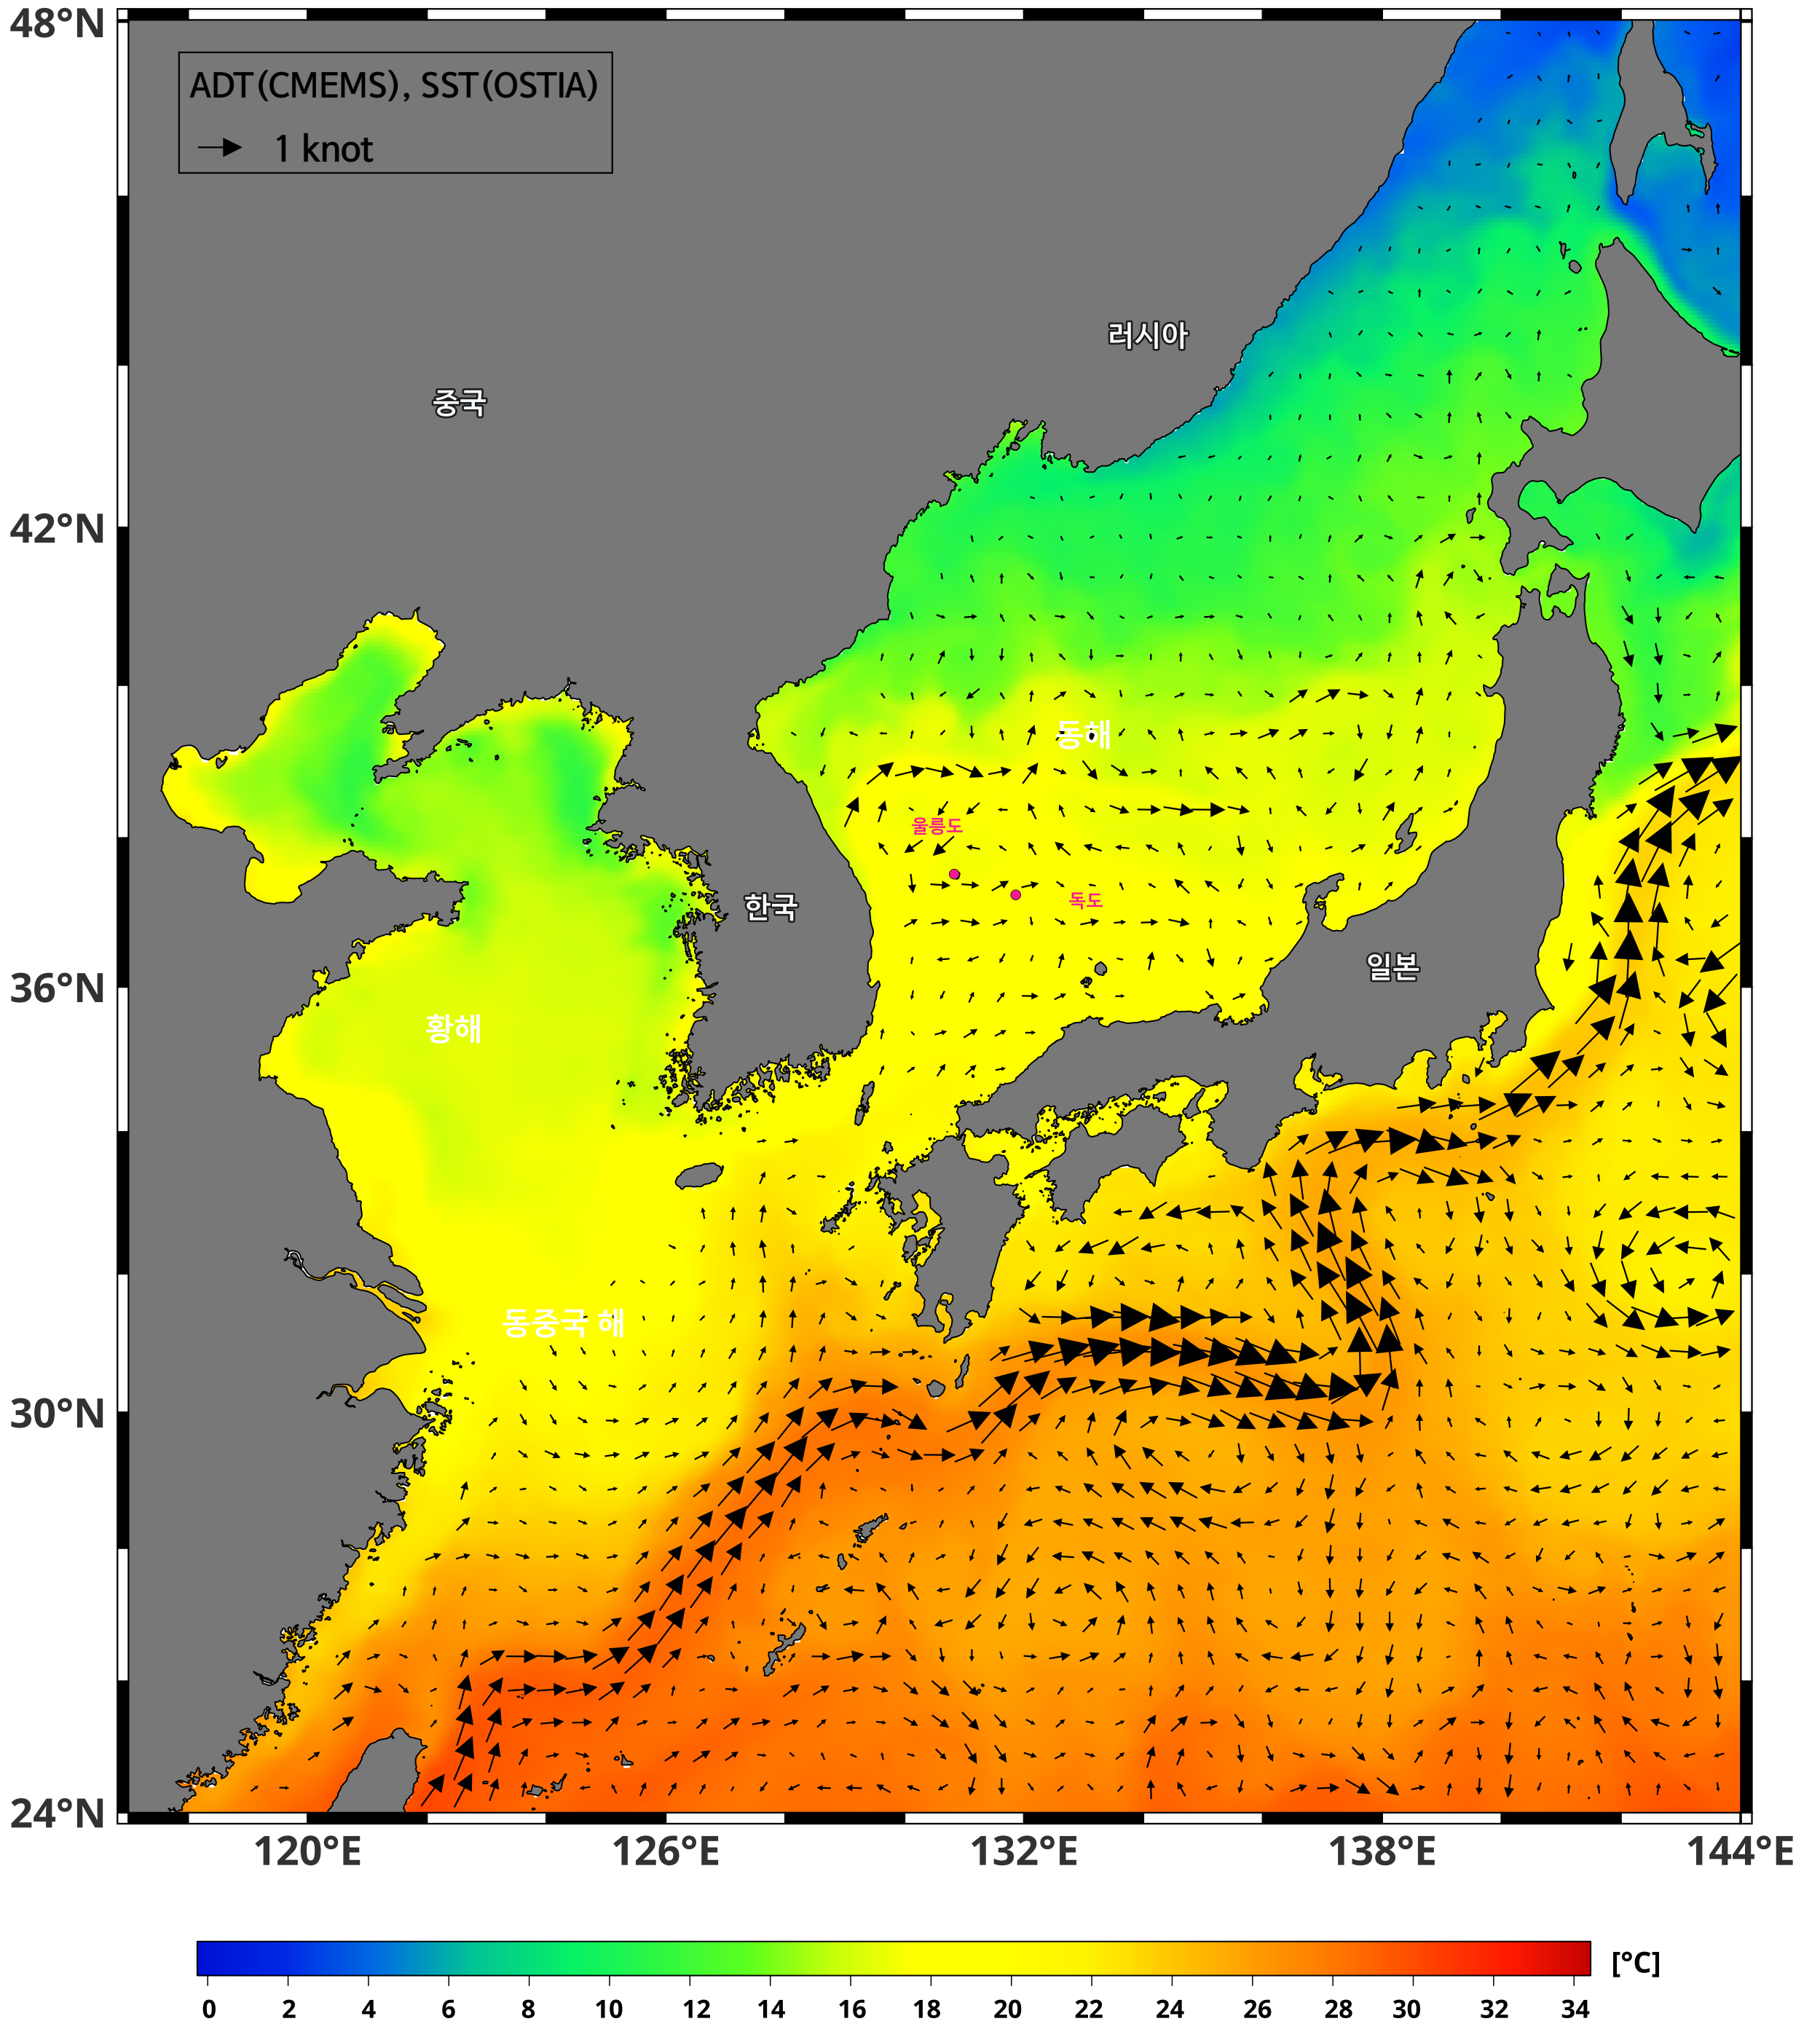 48°N
ADT(CMEMS), SST(OSTIA)
1 knot
러시아
중국
42°N
동해
울릉도
독도
한국
일본
36°N
황해
동중국 해
30°N
24°N
120°E 126°E 132°E 138°E 144°E
[°C]
0 2 4 6 8 10 12 14 16 18 20 22 24 26 28 30 32 34